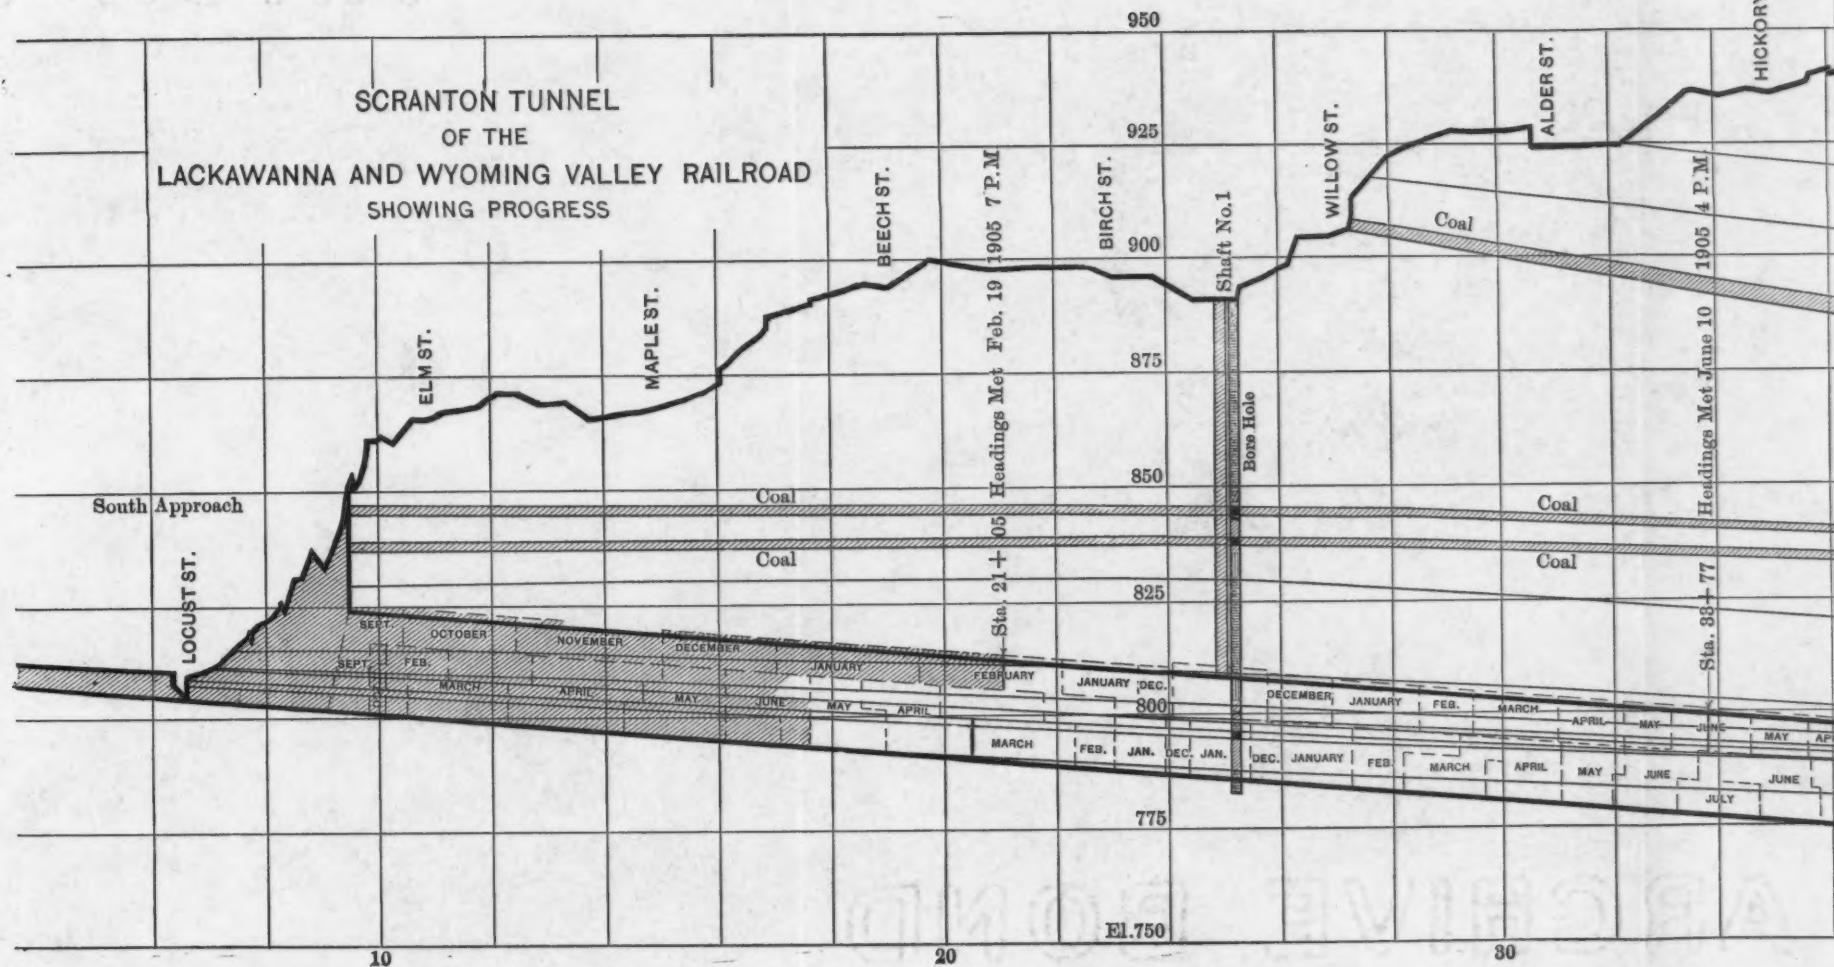 SCRANTON TUNNEL
OF THE
LACKAWANNA AND WYOMING VALLEY RAILROAD
SHOWING PROGRESS
950
925
900
875
850
825
800
775
El.750
HICKORY
ALDER ST.
WILLOW ST.
BIRCH ST.
BEECH ST.
MAPLE ST.
ELM ST.
LOCUST ST.
South Approach
Shaft No.1
Bore Hole
Sta. 21+05 Headings Met Feb. 19 1905 7 P.M.
Sta. 33+77 Headings Met June 10 1905 4 P.M.
Coal
Coal
Coal
Coal
Coal
SEPT. OCTOBER NOVEMBER DECEMBER JANUARY FEBRUARY JANUARY DEC. DECEMBER JANUARY FEB. MARCH APRIL MAY JUNE MAY AP
SEPT. FEB. MARCH APRIL MAY JUNE MAY APRIL
MARCH FEB. JAN. DEC. JAN. DEC. JANUARY FEB. MARCH APRIL MAY JUNE JULY JUNE
10 20 30
ARCHIVE BOND